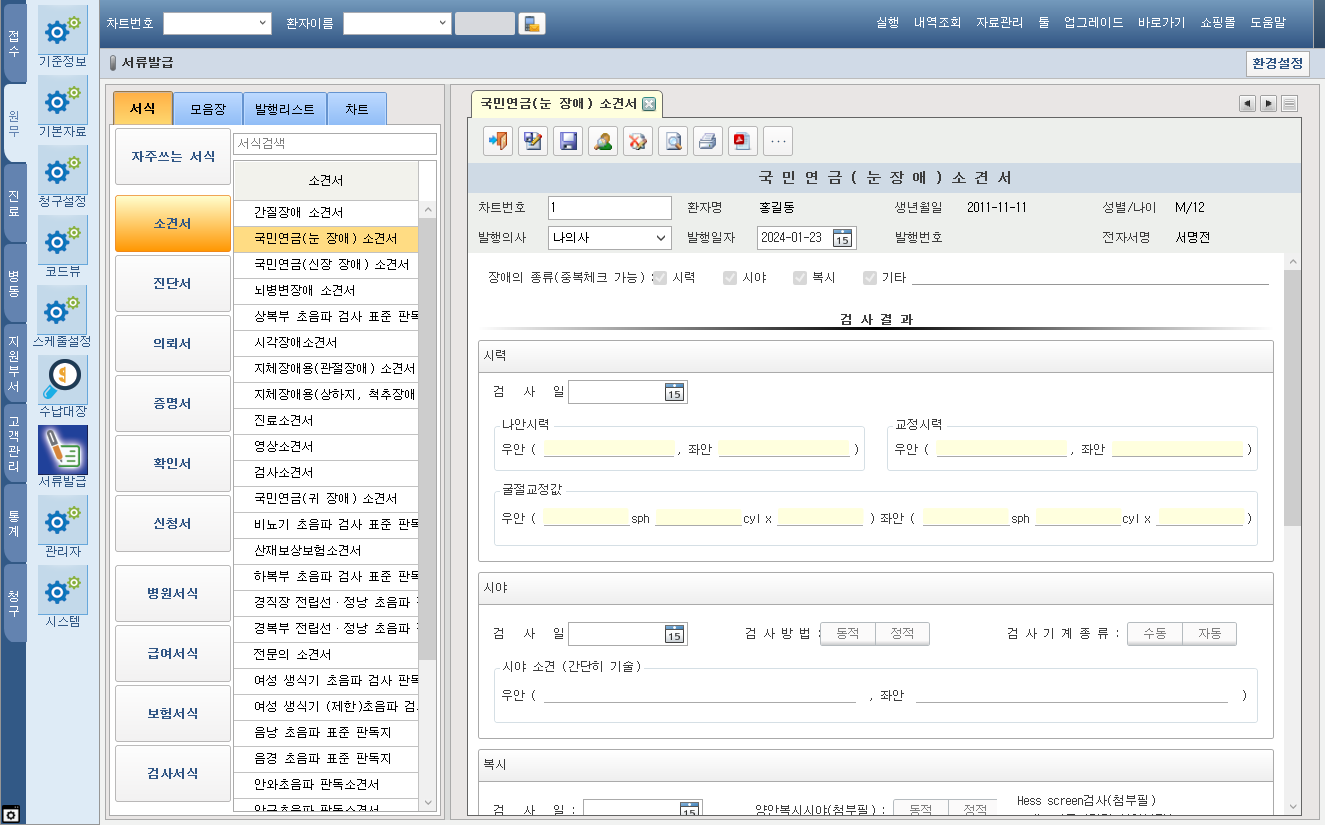 차트번호 환자이름 실행 내역조회 자료관리 툴 업그레이드 바로가기 쇼핑몰 도움말
서류발급 환경설정
접수
원무
진료
병동
지원부서
고객관리
통계
청구
기준정보
기본자료
청구설정
코드뷰
스케줄설정
수납대장
서류발급
관리자
시스템
서식 모음장 발행리스트 차트
자주쓰는 서식
소견서
진단서
의뢰서
증명서
확인서
신청서
병원서식
급여서식
보험서식
검사서식
서식검색
소견서
간질장애 소견서
국민연금(눈 장애) 소견서
국민연금(신장 장애) 소견서
뇌병변장애 소견서
상복부 초음파 검사 표준 판독
시각장애소견서
지체장애용(관절장애) 소견서
지체장애용(상하지, 척추장애
진료소견서
영상소견서
검사소견서
국민연금(귀 장애) 소견서
비뇨기 초음파 검사 표준 판독
산재보상보험소견서
하복부 초음파 검사 표준 판독
경직장 전립선·정낭 초음파
경복부 전립선·정낭 초음파
전문의 소견서
여성 생식기 초음파 검사 판독
여성 생식기 (제한)초음파 검
음낭 초음파 표준 판독지
음경 초음파 표준 판독지
안와초음파 판독소견서
안구초음파 판독소견서
국민연금(눈 장애) 소견서
...
국 민 연 금 ( 눈 장 애 ) 소 견 서
차트번호 1 환자명 홍길동 생년월일 2011-11-11 성별/나이 M/12
발행의사 나의사 발행일자 2024-01-23 15 발행번호 전자서명 서명전
장애의 종류(중복체크 가능) : 시력 시야 복시 기타
검 사 결 과
시력
검 사 일 15
나안시력
우안 ( , 좌안 )
교정시력
우안 ( , 좌안 )
굴절교정값
우안 ( sph cyl x ) 좌안 ( sph cyl x )
시야
검 사 일 15 검 사 방 법 : 동적 정적 검 사 기 계 종 류 : 수동 자동
시야 소견 (간단히 기술)
우안 ( , 좌안 )
복시
검 사 일 : 15 양안복시시야(첨부필) : 동적 정적 Hess screen검사(첨부필)